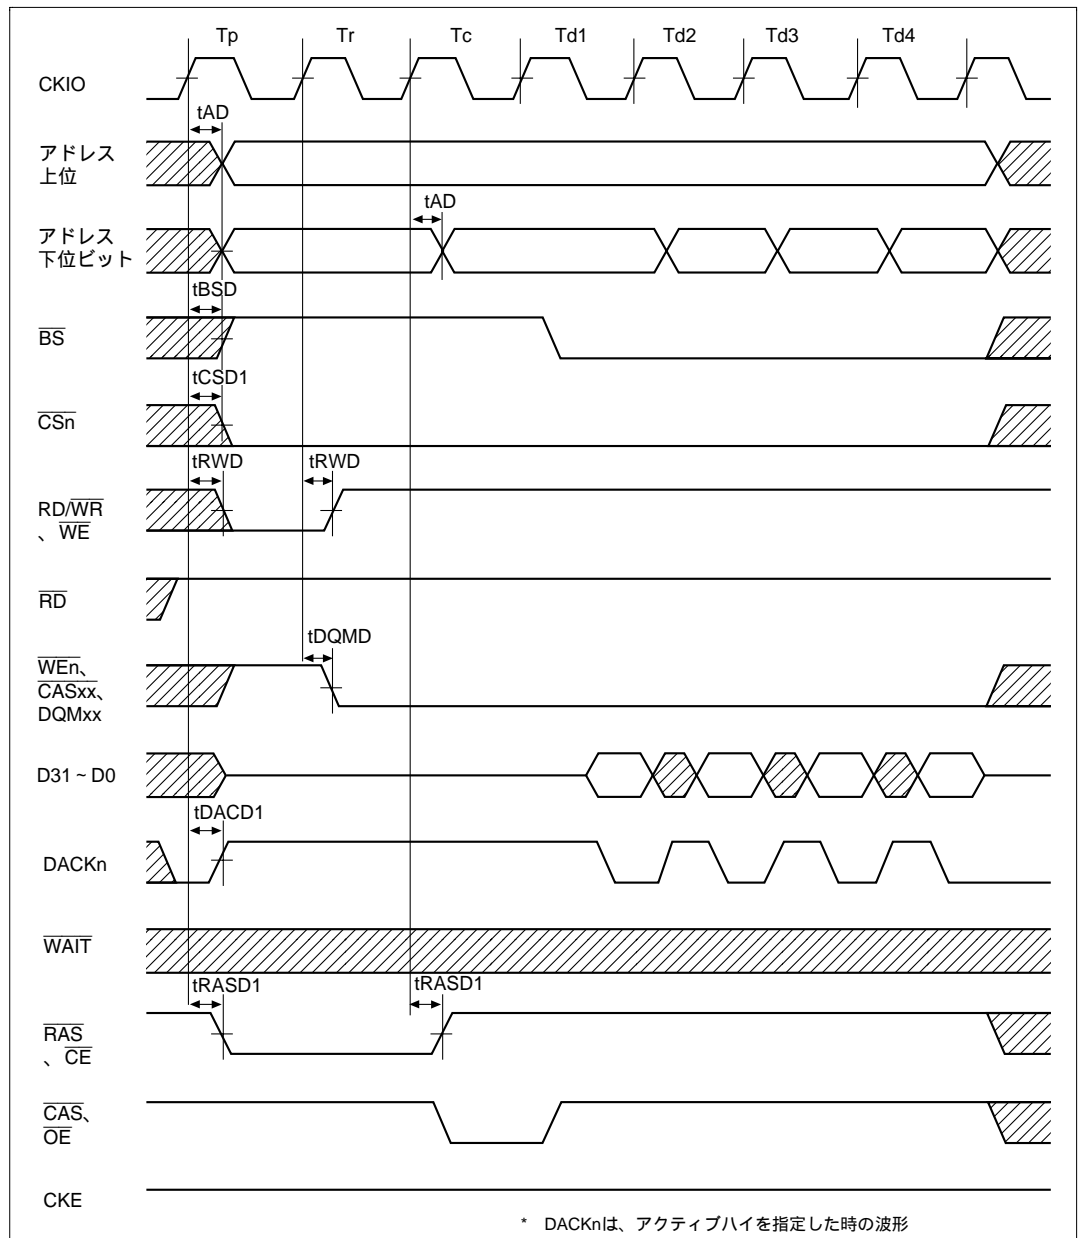 Tp Tr Tc Td1 Td2 Td3 Td4
CKIO
tAD
アドレス
上位
tAD
アドレス
下位ビット
tBSD
BS
tCSD1
CSn
tRWD tRWD
RD/WR
、WE
RD
tDQMD
WEn、
CASxx、
DQMxx
D31 ~ D0
tDACD1
DACKn
WAIT
tRASD1 tRASD1
RAS
、CE
CAS、
OE
CKE
* DACKnは、アクティブハイを指定した時の波形